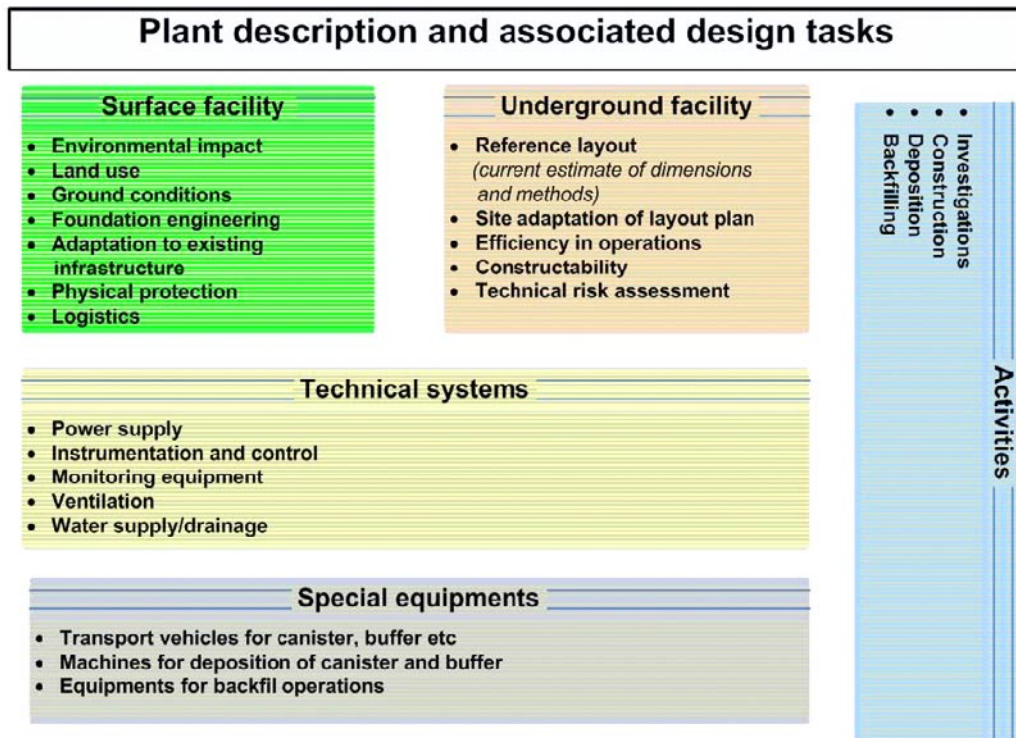 Plant description and associated design tasks
Surface facility
• Environmental impact
• Land use
• Ground conditions
• Foundation engineering
• Adaptation to existing
infrastructure
• Physical protection
• Logistics
Underground facility
• Reference layout
(current estimate of dimensions
and methods)
• Site adaptation of layout plan
• Efficiency in operations
• Constructability
• Technical risk assessment
Technical systems
• Power supply
• Instrumentation and control
• Monitoring equipment
• Ventilation
• Water supply/drainage
Special equipments
• Transport vehicles for canister, buffer etc
• Machines for deposition of canister and buffer
• Equipments for backfil operations
Activities
• Investigations
• Construction
• Deposition
• Backfilling